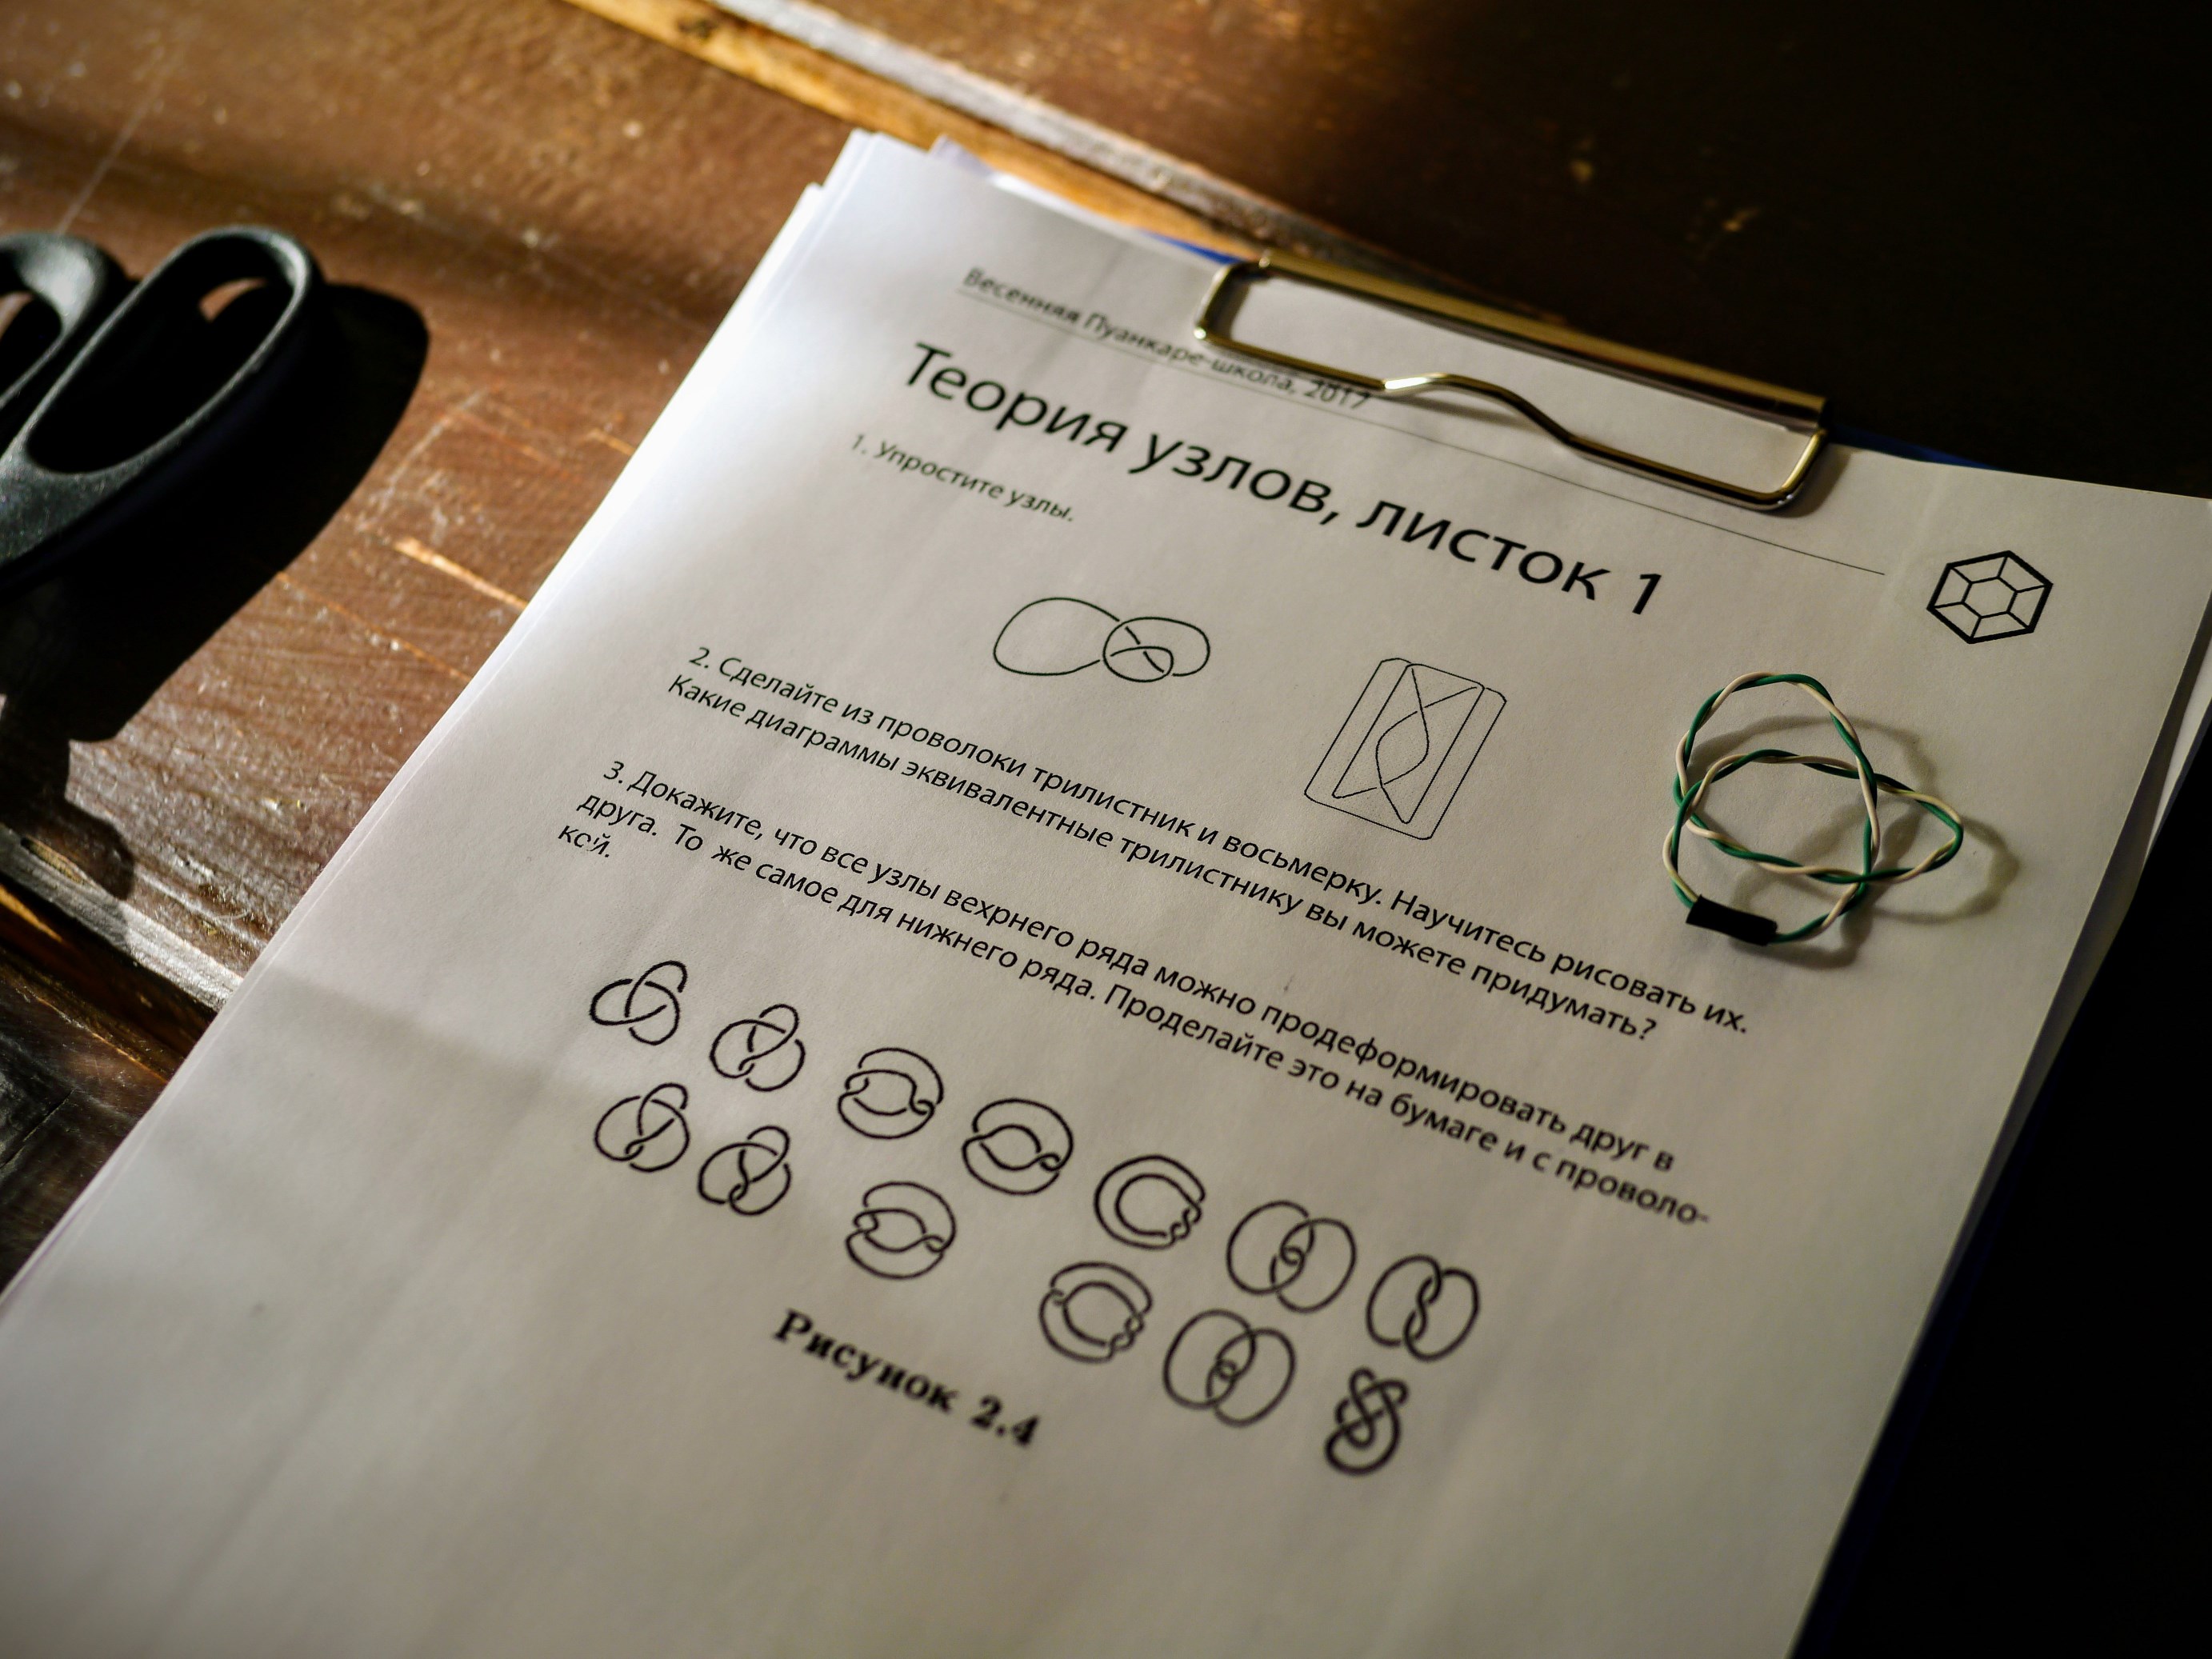 Весенняя Пуанкаре-школа, 2017
Теория узлов, листок 1
1. Упростите узлы.
2. Сделайте из проволоки трилистник и восьмерку. Научитесь рисовать их.
Какие диаграммы эквивалентные трилистнику вы можете придумать?
3. Докажите, что все узлы вехрнего ряда можно продеформировать друг в
друга. То же самое для нижнего ряда. Проделайте это на бумаге и с проволо-
кой.
Рисунок 2.4